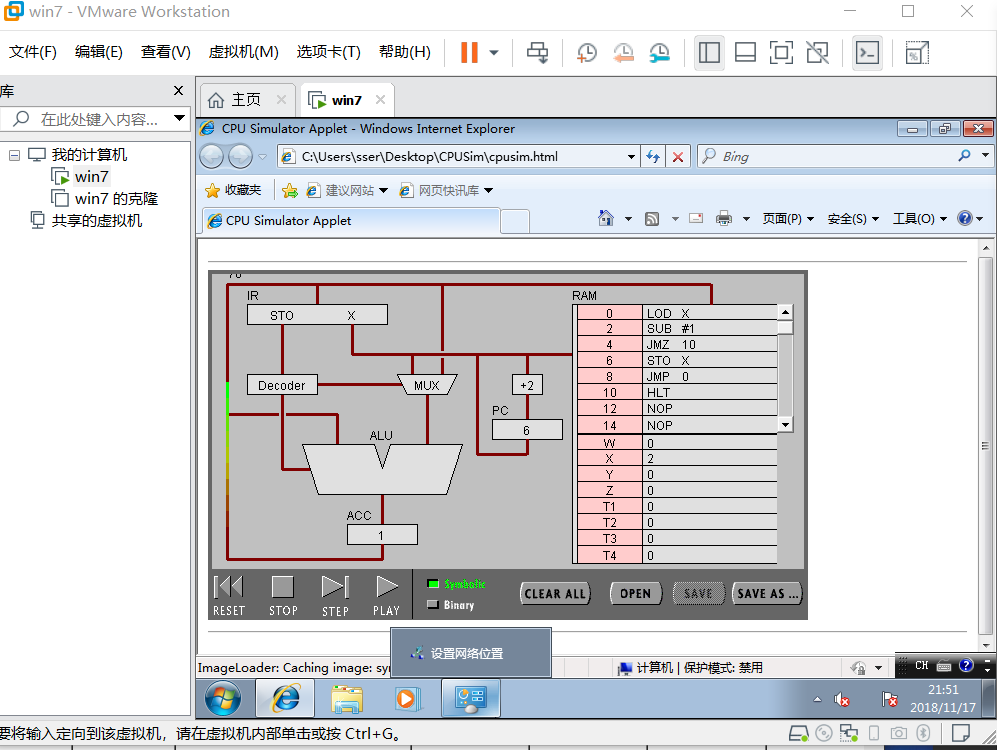 win7 - VMware Workstation
文件(F) 编辑(E) 查看(V) 虚拟机(M) 选项卡(T) 帮助(H)
库
主页
win7
在此处键入内容...
CPU Simulator Applet - Windows Internet Explorer
我的计算机
win7
win7 的克隆
共享的虚拟机
C:\Users\sser\Desktop\CPUSim\cpusim.html
Bing
收藏夹 建议网站 网页快讯库
CPU Simulator Applet
页面(P) 安全(S) 工具(O)
IR
STO X
Decoder
MUX
+2
PC
6
ALU
ACC
1
RAM
0 LOD X
2 SUB #1
4 JMZ 10
6 STO X
8 JMP 0
10 HLT
12 NOP
14 NOP
W 0
X 2
Y 0
Z 0
T1 0
T2 0
T3 0
T4 0
RESET STOP STEP PLAY
Symbolic
Binary
CLEAR ALL OPEN SAVE SAVE AS ...
设置网络位置
ImageLoader: Caching image: sy
计算机 | 保护模式: 禁用
CH
21:51
2018/11/17
要将输入定向到该虚拟机，请在虚拟机内部单击或按 Ctrl+G。